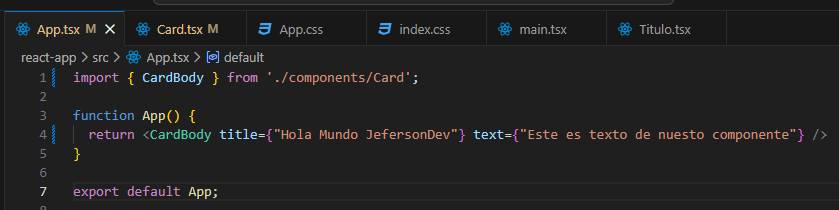 App.tsx M Card.tsx M App.css index.css main.tsx Titulo.tsx
react-app > src > App.tsx > default
1 import { CardBody } from './components/Card';
2
3 function App() {
4 return <CardBody title={"Hola Mundo JefersonDev"} text={"Este es texto de nuesto componente"} />
5 }
6
7 export default App;
8